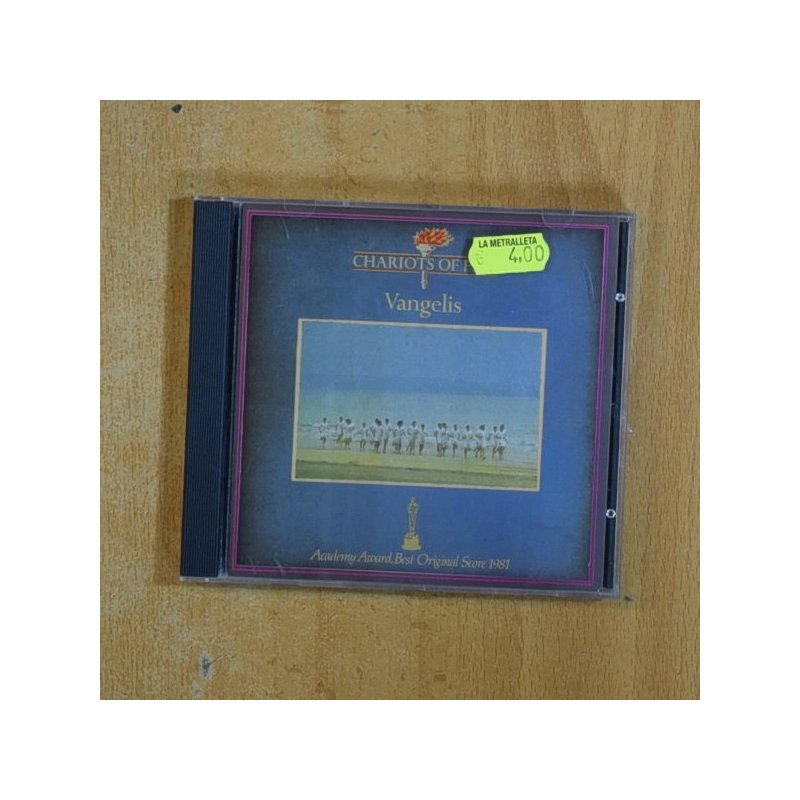 CHARIOTS OF
LA METRALLETA
€ 4,00
Vangelis
Academy Award, Best Original Score 1981